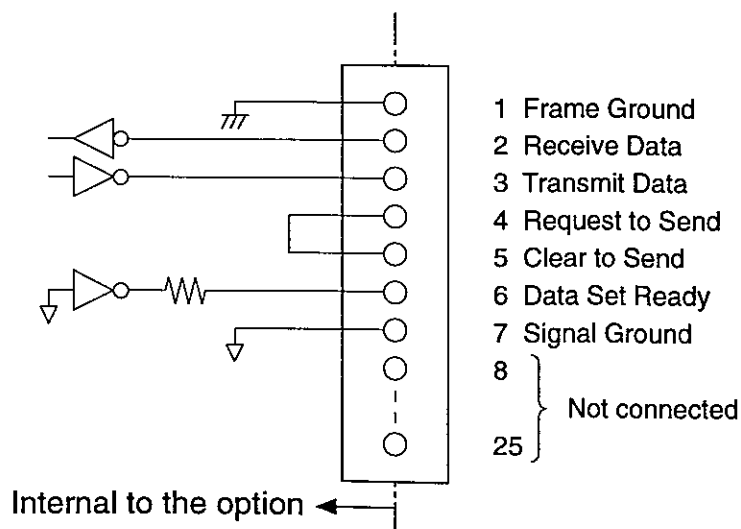 1 Frame Ground
2 Receive Data
3 Transmit Data
4 Request to Send
5 Clear to Send
6 Data Set Ready
7 Signal Ground
8
Not connected
25
Internal to the option